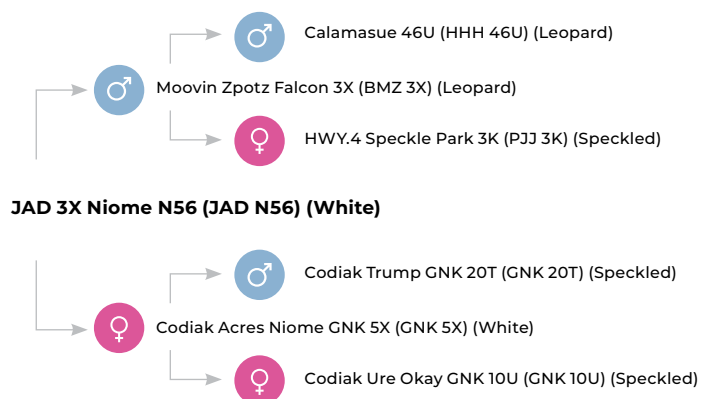 Calamasue 46U (HHH 46U) (Leopard)
Moovin Zpotz Falcon 3X (BMZ 3X) (Leopard)
HWY.4 Speckle Park 3K (PJJ 3K) (Speckled)
JAD 3X Niome N56 (JAD N56) (White)
Codiak Trump GNK 20T (GNK 20T) (Speckled)
Codiak Acres Niome GNK 5X (GNK 5X) (White)
Codiak Ure Okay GNK 10U (GNK 10U) (Speckled)